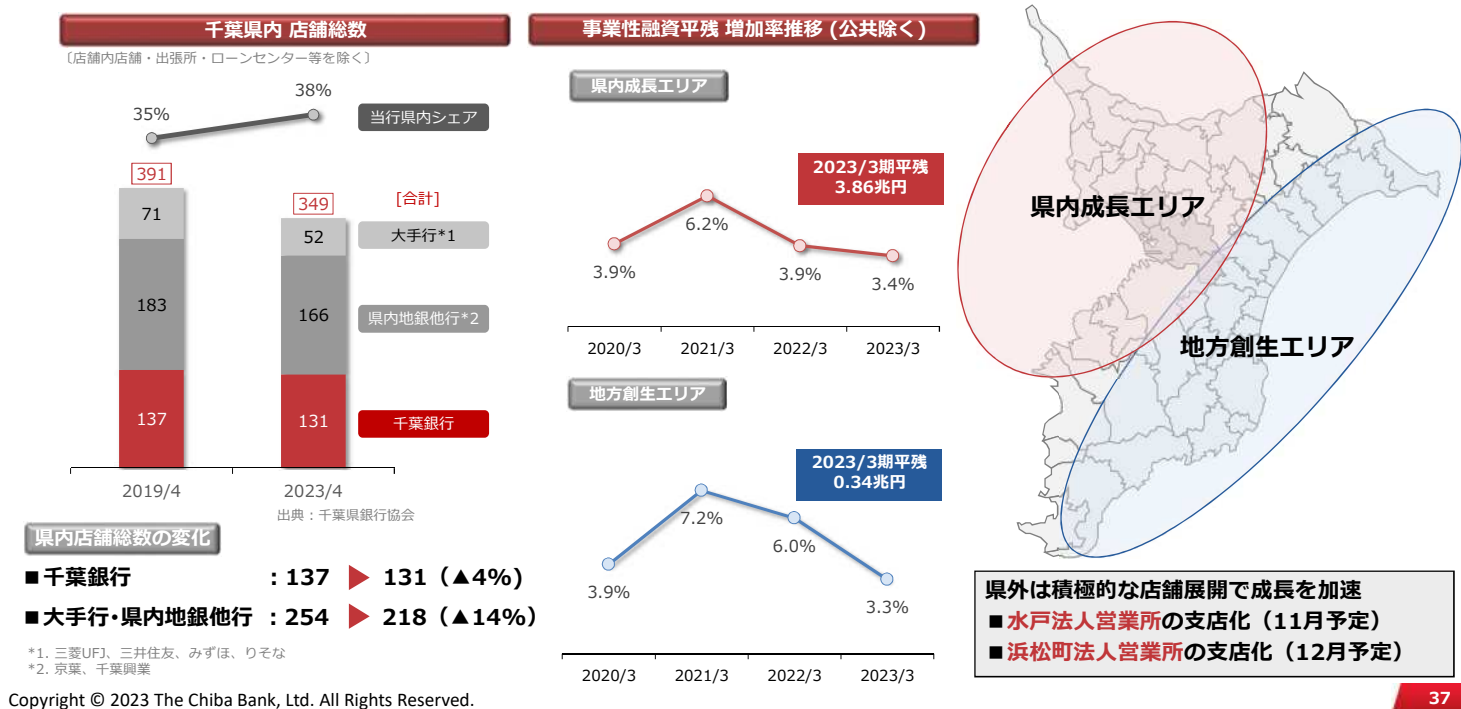 千葉県内 店舗総数
〔店舗内店舗・出張所・ローンセンター等を除く〕
35%
38%
当行県内シェア
391
349
[合計]
71
52
大手行*1
183
166
県内地銀他行*2
137
131
千葉銀行
2019/4
2023/4
出典：千葉県銀行協会
県内店舗総数の変化
■千葉銀行 : 137 ▶ 131（▲4%)
■大手行・県内地銀他行 : 254 ▶ 218（▲14%）
*1. 三菱UFJ、三井住友、みずほ、りそな
*2. 京葉、千葉興業
事業性融資平残 増加率推移 (公共除く)
県内成長エリア
2023/3期平残
3.86兆円
3.9%
6.2%
3.9%
3.4%
2020/3
2021/3
2022/3
2023/3
地方創生エリア
2023/3期平残
0.34兆円
3.9%
7.2%
6.0%
3.3%
2020/3
2021/3
2022/3
2023/3
県内成長エリア
地方創生エリア
県外は積極的な店舗展開で成長を加速
■水戸法人営業所の支店化（11月予定）
■浜松町法人営業所の支店化（12月予定）
Copyright © 2023 The Chiba Bank, Ltd. All Rights Reserved.
37